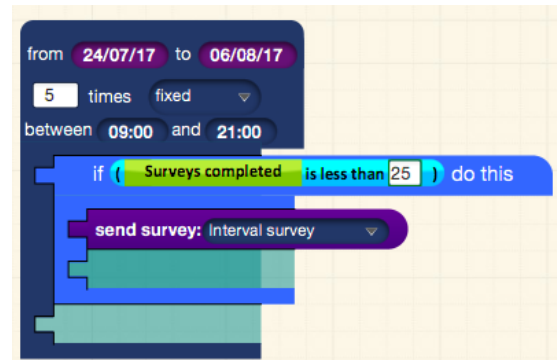 from 24/07/17 to 06/08/17
5 times fixed
between 09:00 and 21:00
if ( Surveys completed is less than 25 ) do this
send survey: Interval survey